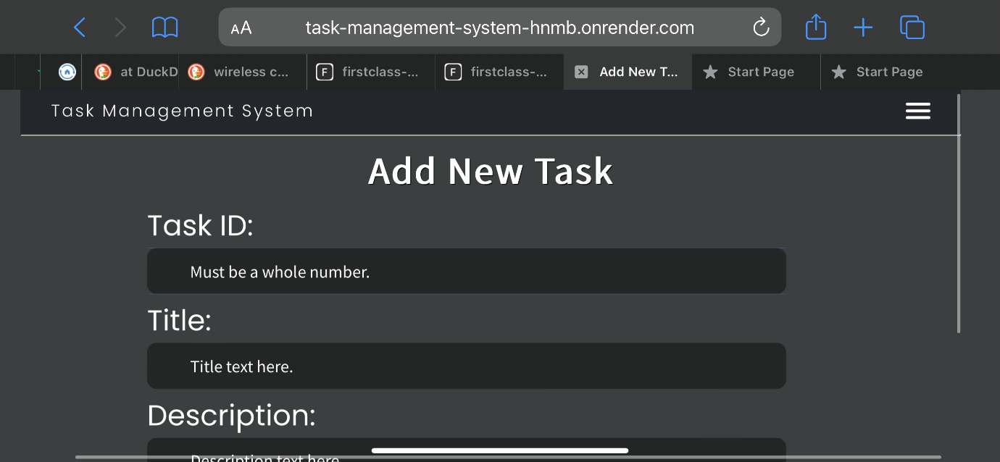 AA task-management-system-hnmb.onrender.com
at DuckD wireless c... F firstclass-... F firstclass-... Add New T... Start Page Start Page
Task Management System
Add New Task
Task ID:
Must be a whole number.
Title:
Title text here.
Description:
Description text here